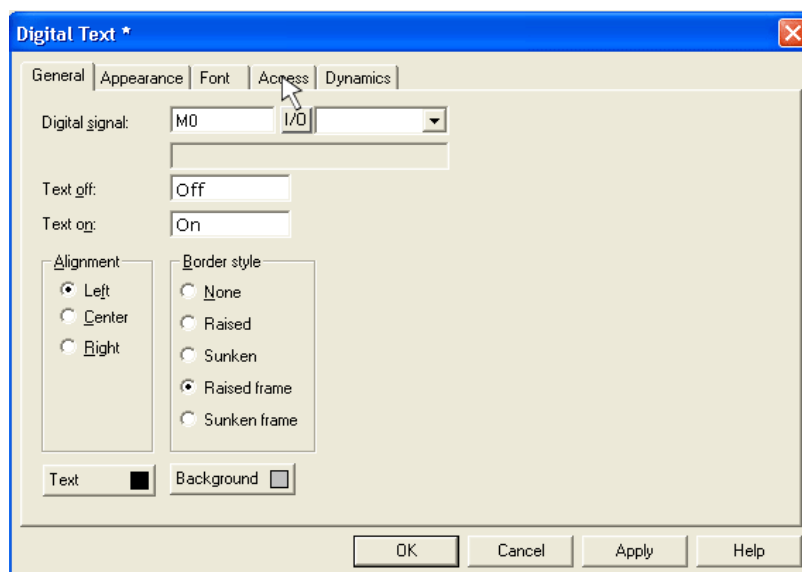 Digital Text *
General Appearance Font Access Dynamics
Digital signal: M0 I/O
Text off: Off
Text on: On
Alignment
Left
Center
Right
Border style
None
Raised
Sunken
Raised frame
Sunken frame
Text Background
OK Cancel Apply Help